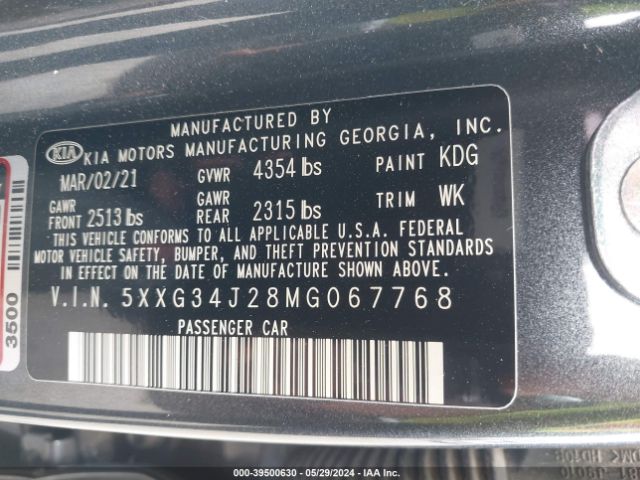 MANUFACTURED BY
KIA KIA MOTORS MANUFACTURING GEORGIA, INC.
MAR/02/21 GVWR 4354 lbs PAINT KDG
GAWR FRONT 2513 lbs GAWR REAR 2315 lbs TRIM WK
THIS VEHICLE CONFORMS TO ALL APPLICABLE U.S.A. FEDERAL
MOTOR VEHICLE SAFETY, BUMPER, AND THEFT PREVENTION STANDARDS
IN EFFECT ON THE DATE OF MANUFACTURE SHOWN ABOVE.
V.I.N. 5XXG34J28MG067768
PASSENGER CAR
3500
000-39500630 - 05/29/2024 - IAA Inc.